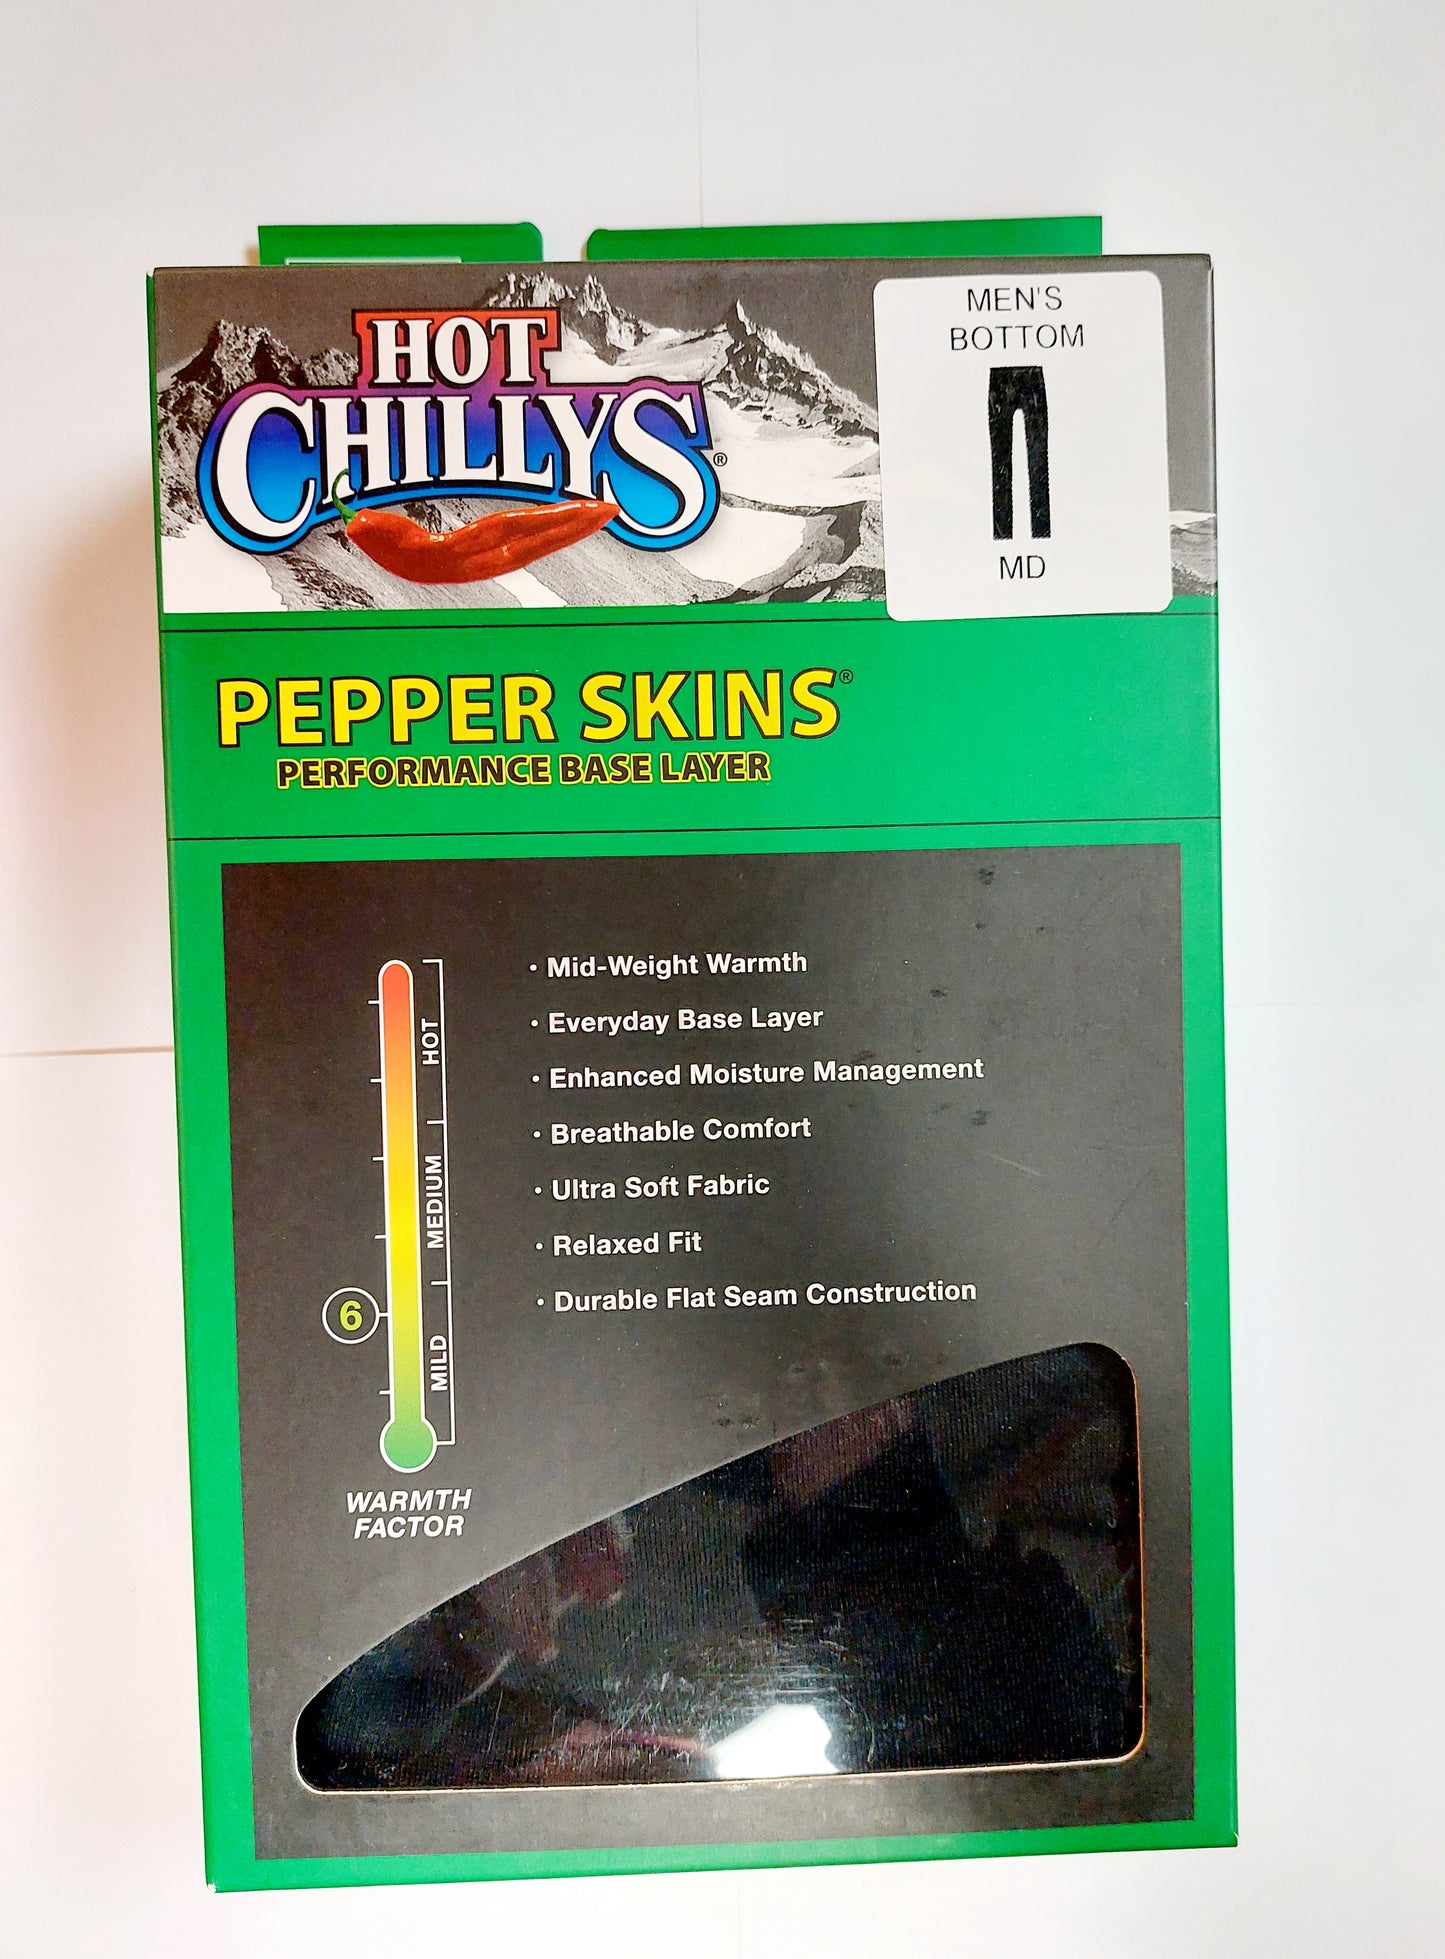 HOT
CHILLYS®
MEN'S
BOTTOM
MD
PEPPER SKINS®
PERFORMANCE BASE LAYER
• Mid-Weight Warmth
• Everyday Base Layer
• Enhanced Moisture Management
• Breathable Comfort
• Ultra Soft Fabric
• Relaxed Fit
• Durable Flat Seam Construction
HOT
MEDIUM
6
MILD
WARMTH
FACTOR